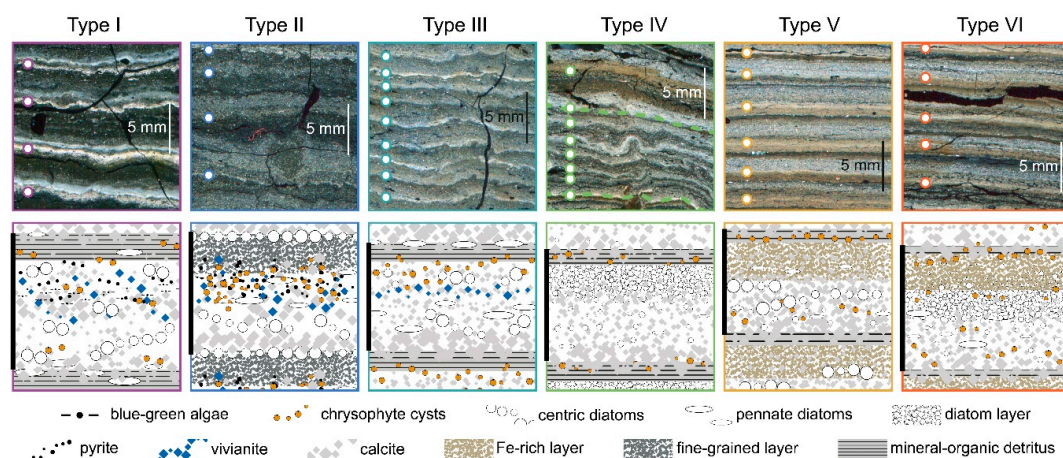 Type I Type II Type III Type IV Type V Type VI
5 mm 5 mm 5 mm 5 mm 5 mm 5 mm
blue-green algae chrysophyte cysts centric diatoms pennate diatoms diatom layer
pyrite vivianite calcite Fe-rich layer fine-grained layer mineral-organic detritus